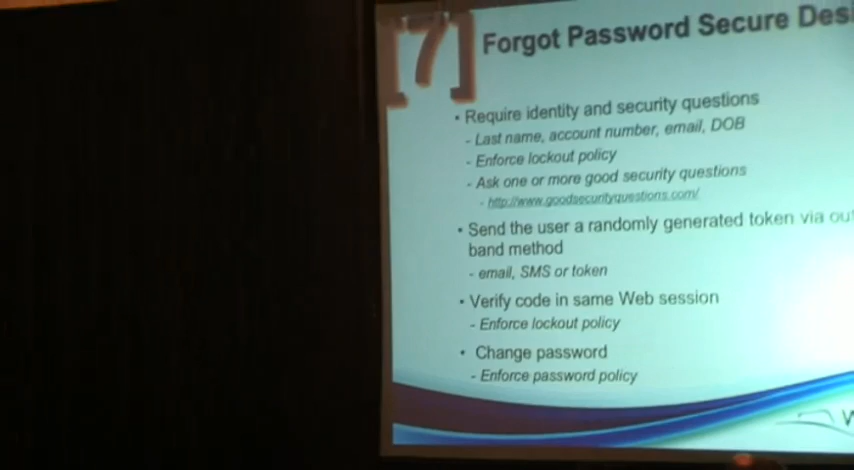 [7] Forgot Password Secure Des
• Require identity and security questions
- Last name, account number, email, DOB
- Enforce lockout policy
- Ask one or more good security questions
- http://www.goodsecurityquestions.com/
• Send the user a randomly generated token via out
band method
- email, SMS or token
• Verify code in same Web session
- Enforce lockout policy
• Change password
- Enforce password policy
W